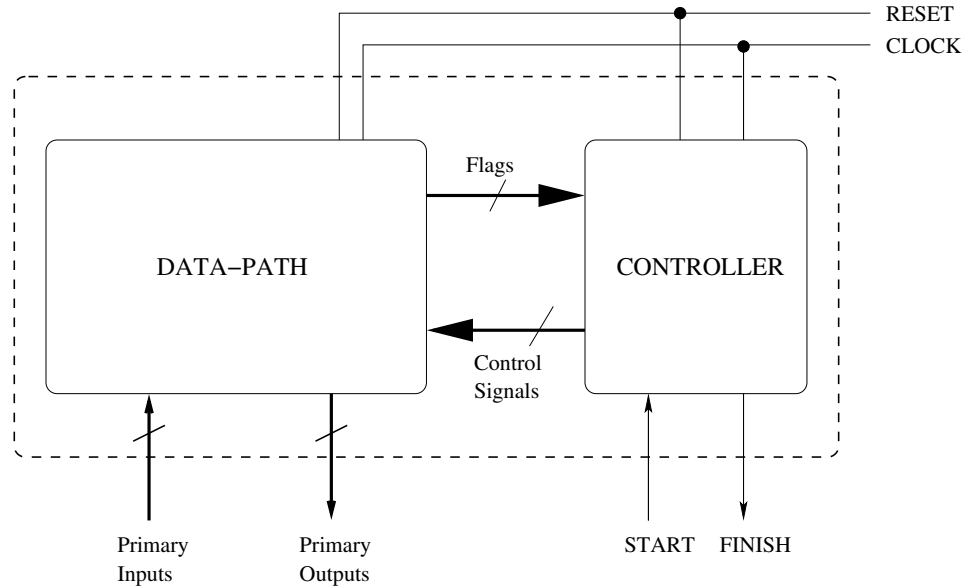 RESET
CLOCK
Flags
DATA–PATH
CONTROLLER
Control
Signals
Primary
Inputs
Primary
Outputs
START
FINISH